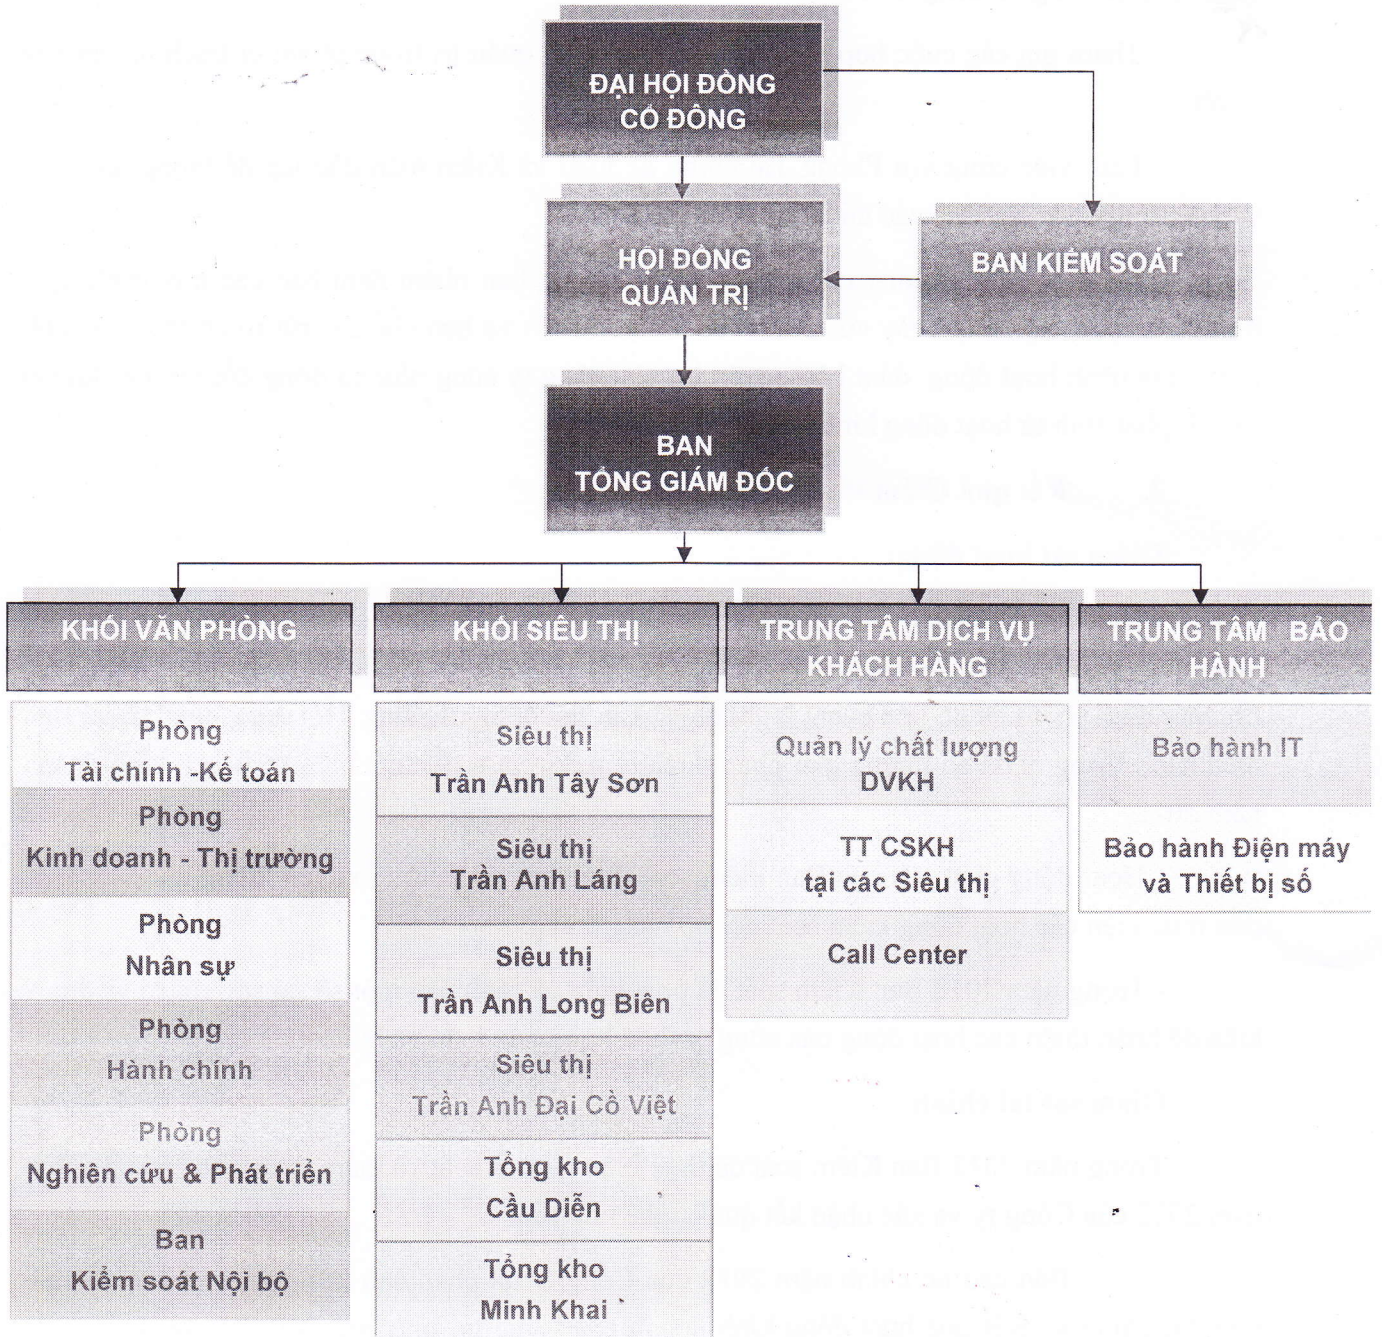 ĐẠI HỘI ĐỒNG
CỔ ĐÔNG
HỘI ĐỒNG
QUẢN TRỊ
BAN KIỂM SOÁT
BAN
TỔNG GIÁM ĐỐC
KHỐI VĂN PHÒNG
Phòng
Tài chính -Kế toán
Phòng
Kinh doanh - Thị trường
Phòng
Nhân sự
Phòng
Hành chính
Phòng
Nghiên cứu & Phát triển
Ban
Kiểm soát Nội bộ
KHỐI SIÊU THỊ
Siêu thị
Trần Anh Tây Sơn
Siêu thị
Trần Anh Láng
Siêu thị
Trần Anh Long Biên
Siêu thị
Trần Anh Đại Cồ Việt
Tổng kho
Cầu Diễn
Tổng kho
Minh Khai
TRUNG TÂM DỊCH VỤ
KHÁCH HÀNG
Quản lý chất lượng
DVKH
TT CSKH
tại các Siêu thị
Call Center
TRUNG TÂM BẢO
HÀNH
Bảo hành IT
Bảo hành Điện máy
và Thiết bị số